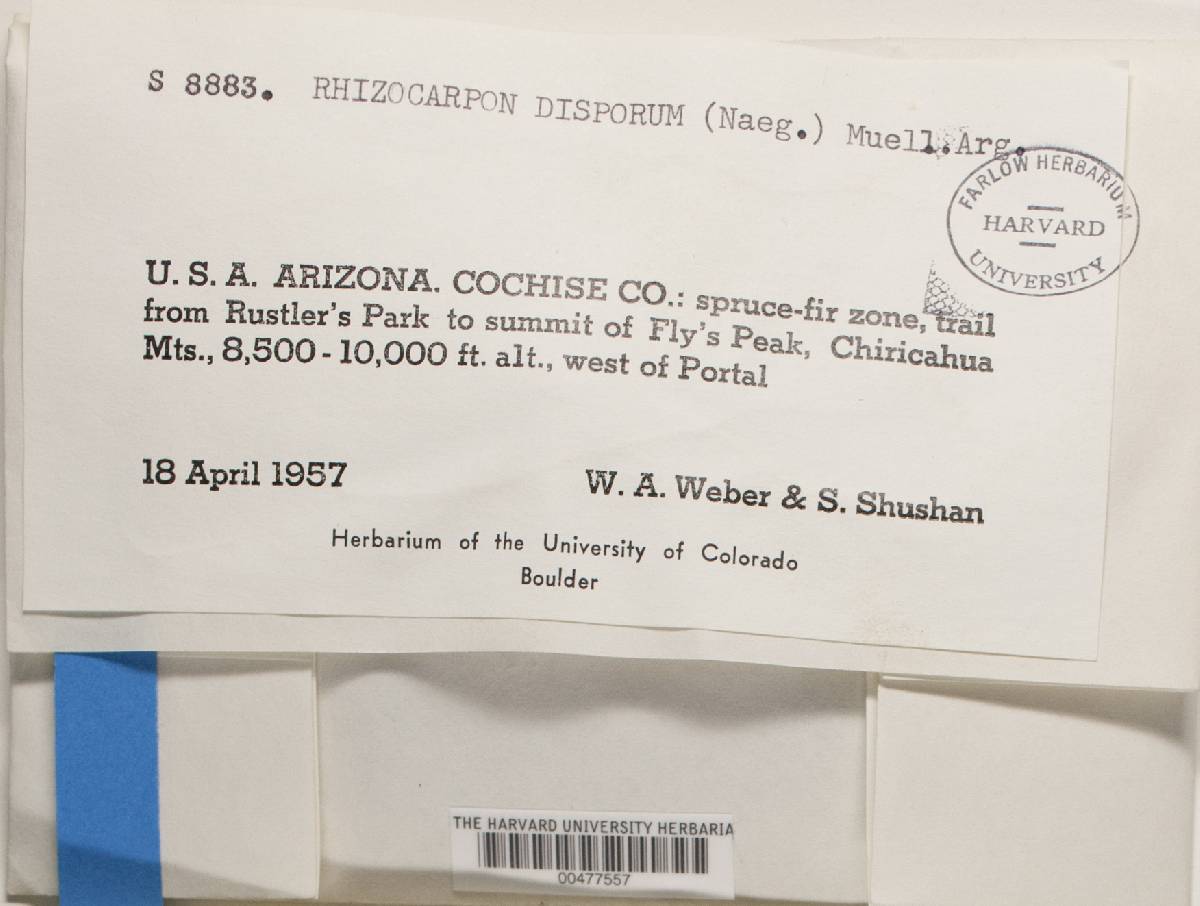 S 8883. RHIZOCARPON DISPORUM (Naeg.) Muell.Arg.
FARLOW HERBARIUM
HARVARD
UNIVERSITY
U. S. A. ARIZONA. COCHISE CO.: spruce-fir zone, trail
from Rustler's Park to summit of Fly's Peak, Chiricahua
Mts., 8,500 - 10,000 ft. alt., west of Portal
18 April 1957 W. A. Weber & S. Shushan
Herbarium of the University of Colorado
Boulder
THE HARVARD UNIVERSITY HERBARIA
00477557